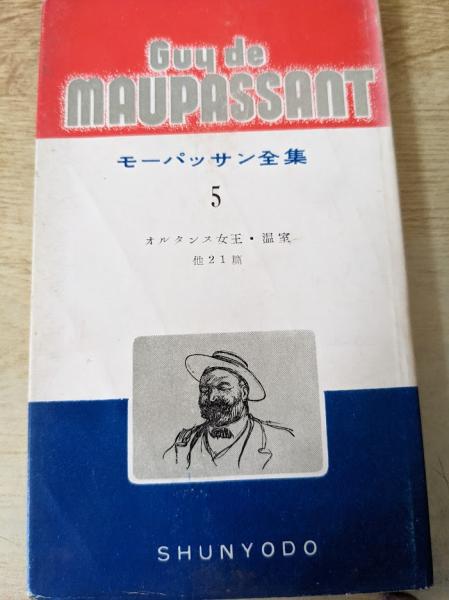 Guy de
MAUPASSANT
モーパッサン全集
5
オルタンス女王・温室
他21篇
SHUNYODO